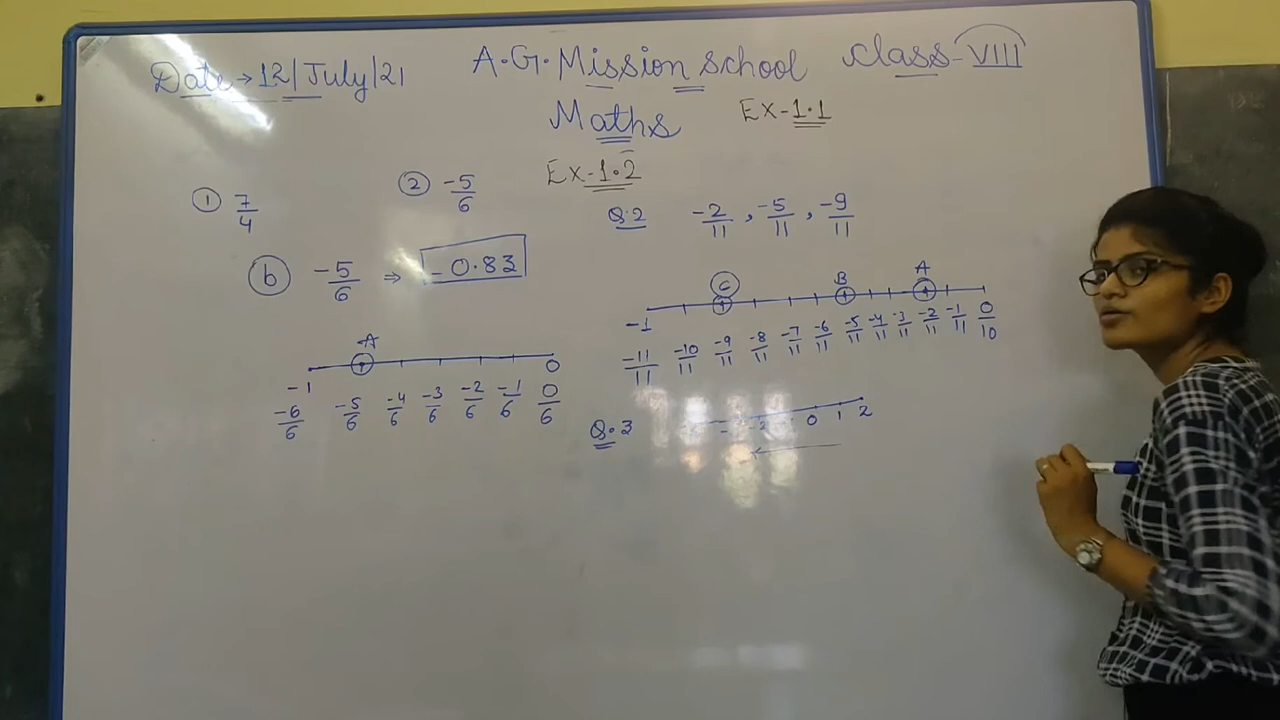 Date → 12/July/21
A.G. Mission School Class-VIII
Maths Ex-1.1
Ex-1.2
① 7/4 ② -5/6
Q.2 -2/11, -5/11, -9/11
ⓑ -5/6 ⇒ -0.83
C B A
-1
-11/11 -10/11 -9/11 -8/11 -7/11 -6/11 -5/11 -4/11 -3/11 -2/11 -1/11 0/10
A
-1 0
-6/6 -5/6 -4/6 -3/6 -2/6 -1/6 0/6
Q.3 0 1 2